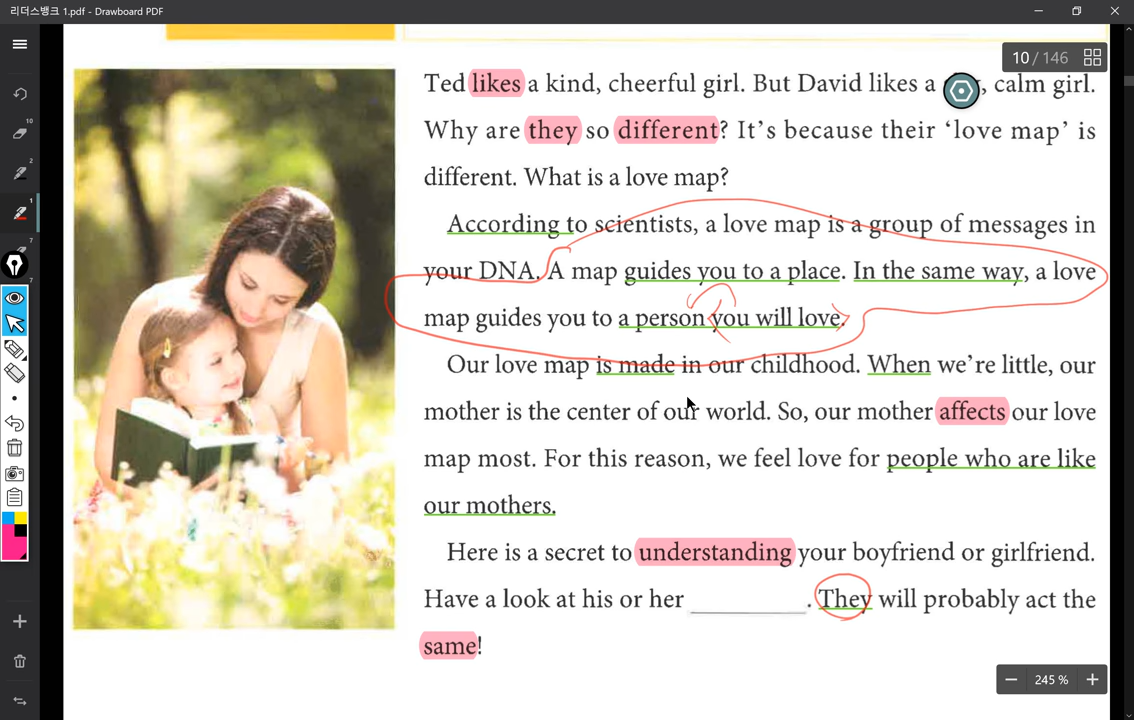 리더스뱅크 1.pdf - Drawboard PDF
10 / 146
10
2
1
7
7
Ted likes a kind, cheerful girl. But David likes a , calm girl.
Why are they so different? It's because their 'love map' is
different. What is a love map?
According to scientists, a love map is a group of messages in
your DNA. A map guides you to a place. In the same way, a love
map guides you to a person you will love.
Our love map is made in our childhood. When we're little, our
mother is the center of our world. So, our mother affects our love
map most. For this reason, we feel love for people who are like
our mothers.
Here is a secret to understanding your boyfriend or girlfriend.
Have a look at his or her __________. They will probably act the
same!
245 %